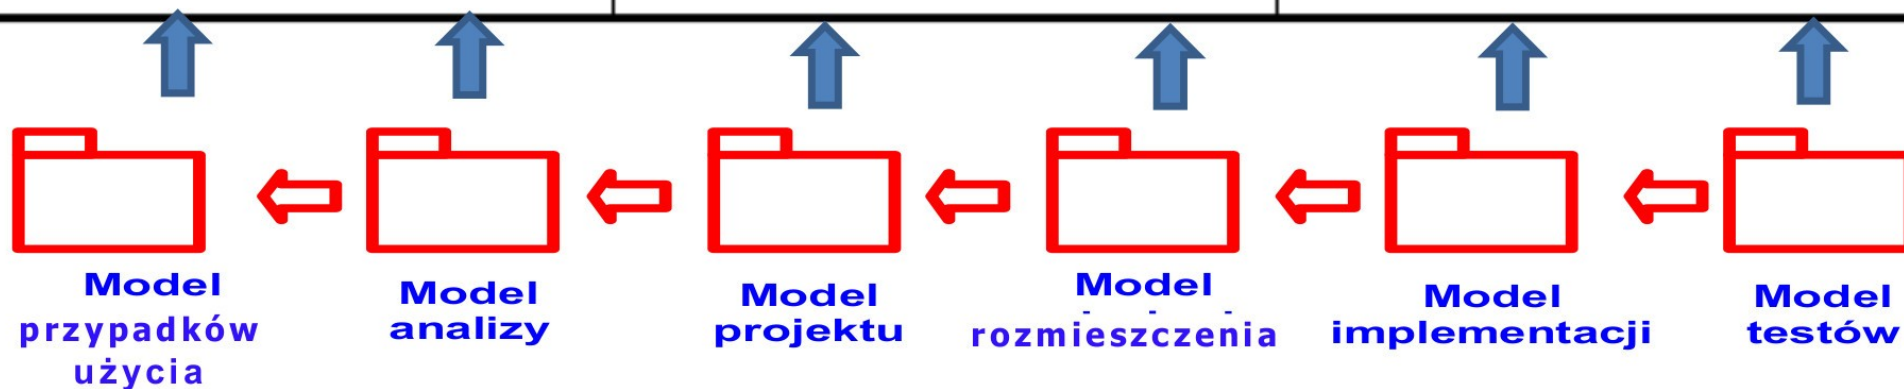 Model
przypadków
użycia
Model
analizy
Model
projektu
Model
rozmieszczenia
Model
implementacji
Model
testów